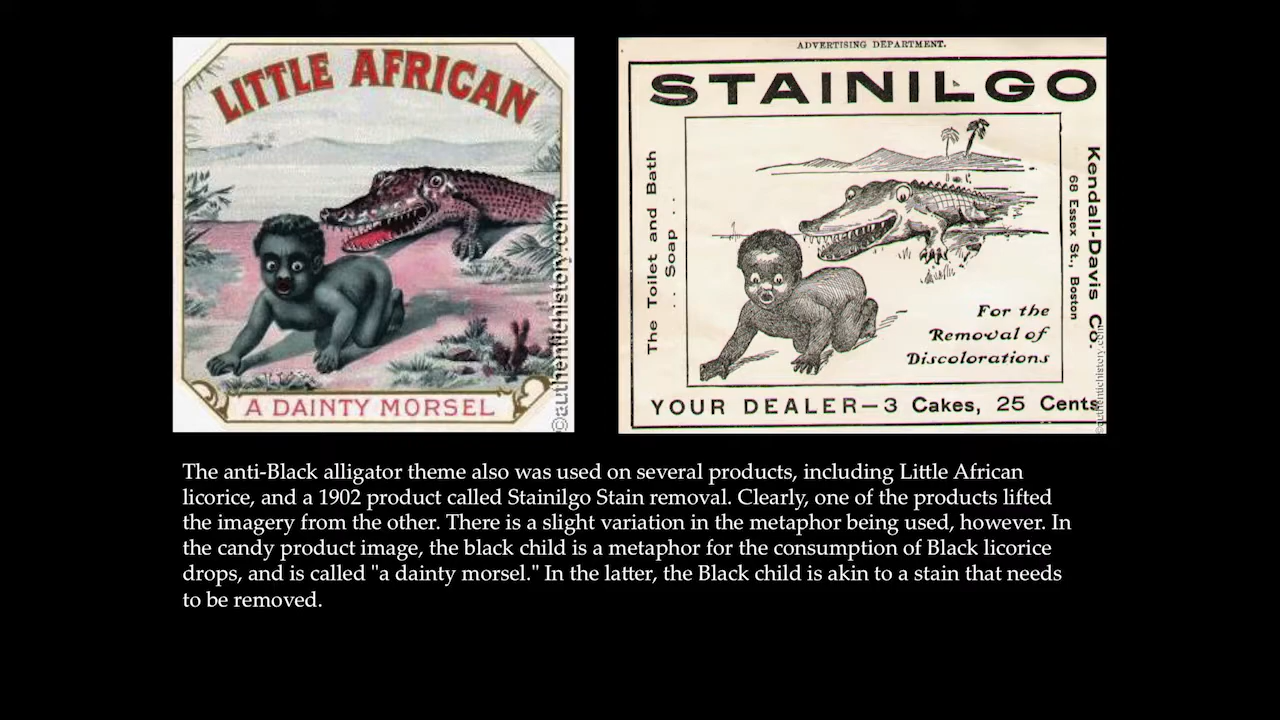 LITTLE AFRICAN
A DAINTY MORSEL
©authentichistory.com
ADVERTISING DEPARTMENT.
STAINILGO
The Toilet and Bath
.. Soap ..
For the
Removal of
Discolorations
Kendall-Davis Co.
68 Essex St., Boston
YOUR DEALER—3 Cakes, 25 Cents
©authentichistory.com
The anti-Black alligator theme also was used on several products, including Little African
licorice, and a 1902 product called Stainilgo Stain removal. Clearly, one of the products lifted
the imagery from the other. There is a slight variation in the metaphor being used, however. In
the candy product image, the black child is a metaphor for the consumption of Black licorice
drops, and is called "a dainty morsel." In the latter, the Black child is akin to a stain that needs
to be removed.